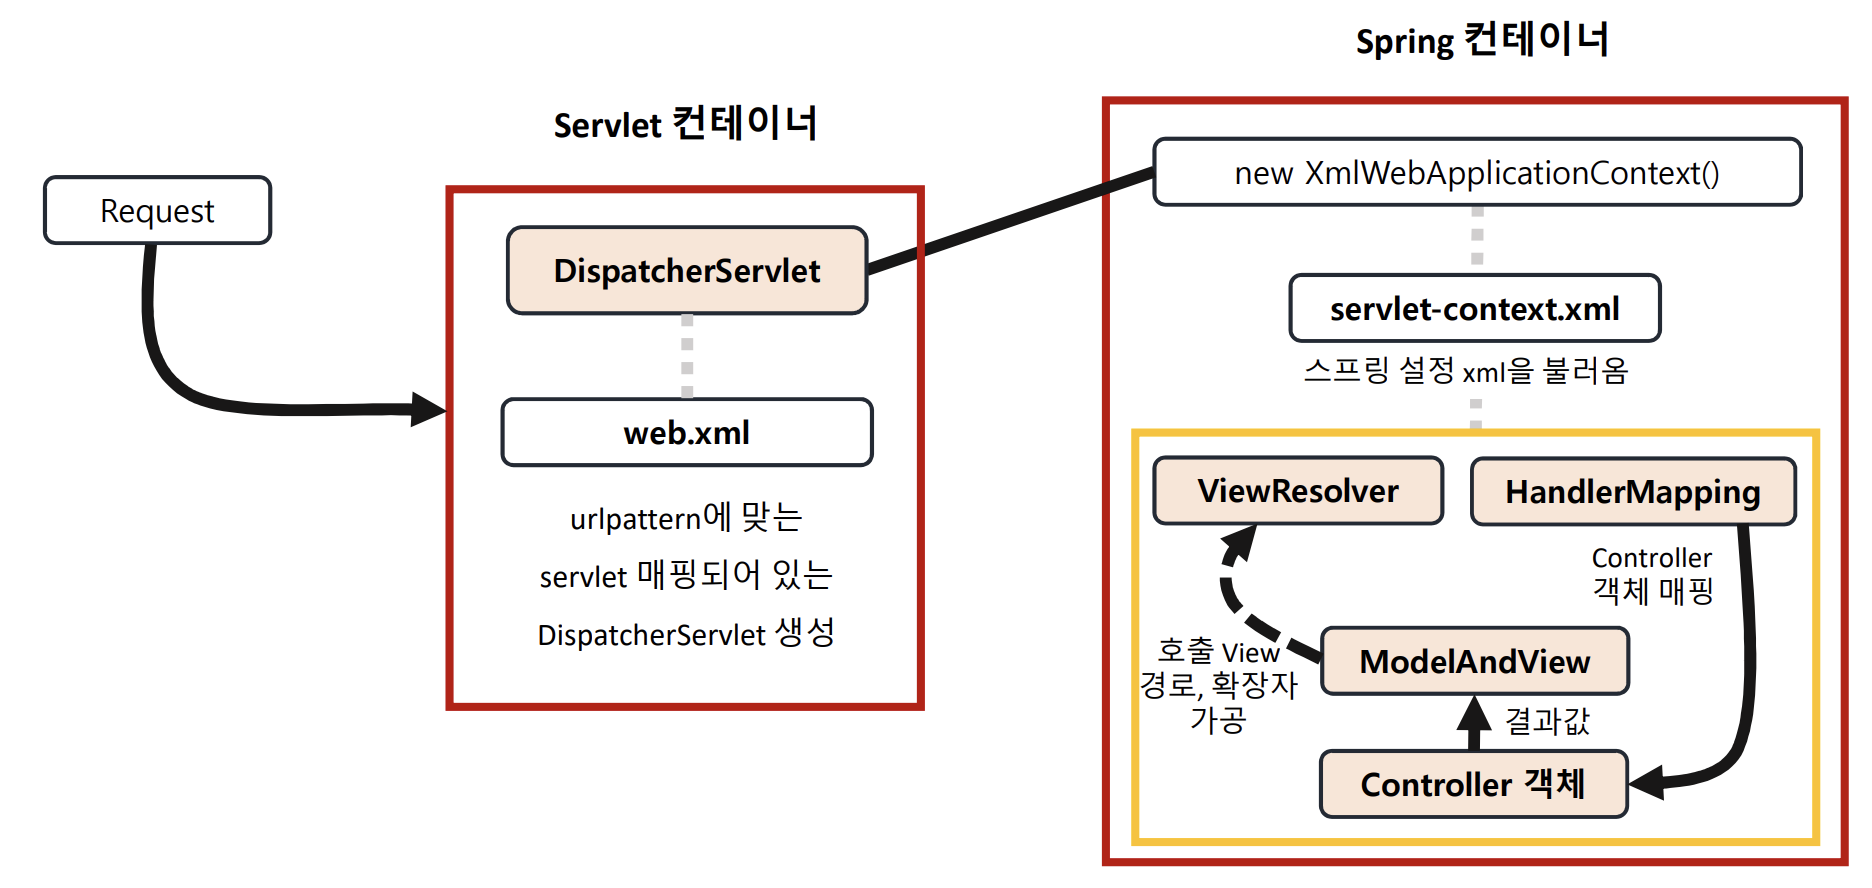 Spring 컨테이너
Servlet 컨테이너
Request
new XmlWebApplicationContext()
DispatcherServlet
servlet-context.xml
스프링 설정 xml을 불러옴
web.xml
urlpattern에 맞는
servlet 매핑되어 있는
DispatcherServlet 생성
ViewResolver
HandlerMapping
Controller
객체 매핑
호출 View
경로, 확장자
가공
ModelAndView
결과값
Controller 객체